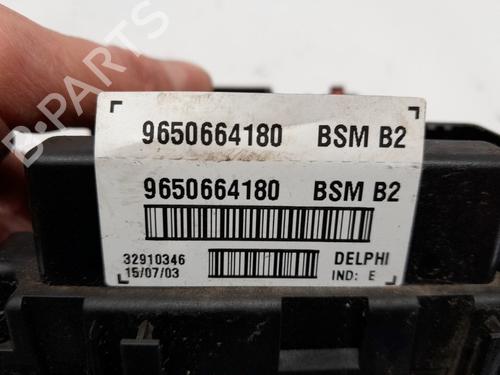 9650664180 BSM B2
9650664180 BSM B2
32910346 DELPHI
15/07/03 IND: E
B-PARTS